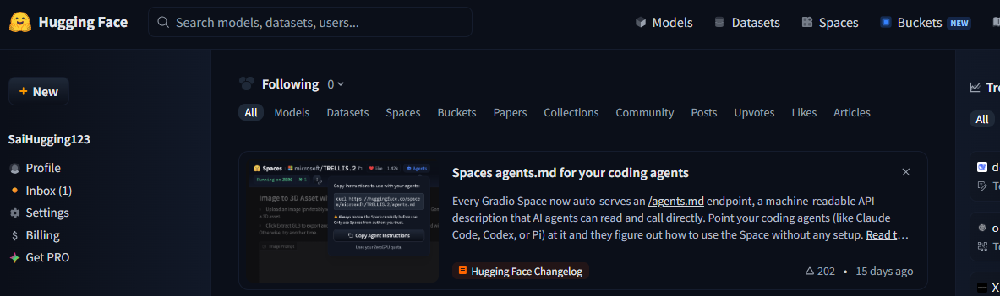 Hugging Face
Search models, datasets, users...
Models
Datasets
Spaces
Buckets NEW
+ New
SaiHugging123
Profile
Inbox (1)
Settings
$ Billing
Get PRO
Following 0
All Models Datasets Spaces Buckets Papers Collections Community Posts Upvotes Likes Articles
Spaces microsoft/TRELLIS.2 like 1.42k Agents
Running on ZERO
Image to 3D Asset wi
Copy instructions to use with your agents:
curl https://huggingface.co/space
s/microsoft/TRELLIS.2/agents.md
Always review the Space carefully before use.
Only use Spaces from authors you trust.
Copy Agent Instructions
Uses your ZeroGPU quota
Upload an image (preferably w
a 3D asset.
Click Extract GLB to export an
Otherwise, try another time.
Image Prompt
Spaces agents.md for your coding agents
Every Gradio Space now auto-serves an /agents.md endpoint, a machine-readable API
description that AI agents can read and call directly. Point your coding agents (like Claude
Code, Codex, or Pi) at it and they figure out how to use the Space without any setup. Read t...
Hugging Face Changelog
202 • 15 days ago
Tre
All
d
To
o
Te
X